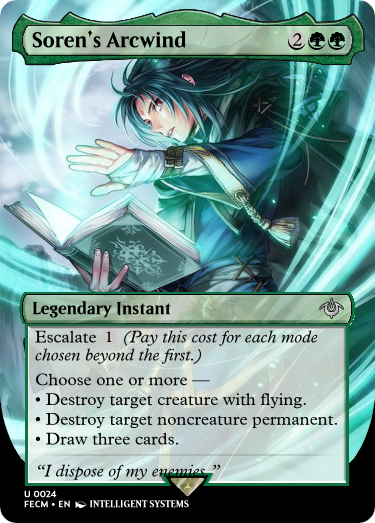 Soren's Arcwind 2
Legendary Instant
Escalate 1 (Pay this cost for each mode
chosen beyond the first.)
Choose one or more —
• Destroy target creature with flying.
• Destroy target noncreature permanent.
• Draw three cards.
“I dispose of my enemies.”
U 0024
FECM • EN INTELLIGENT SYSTEMS